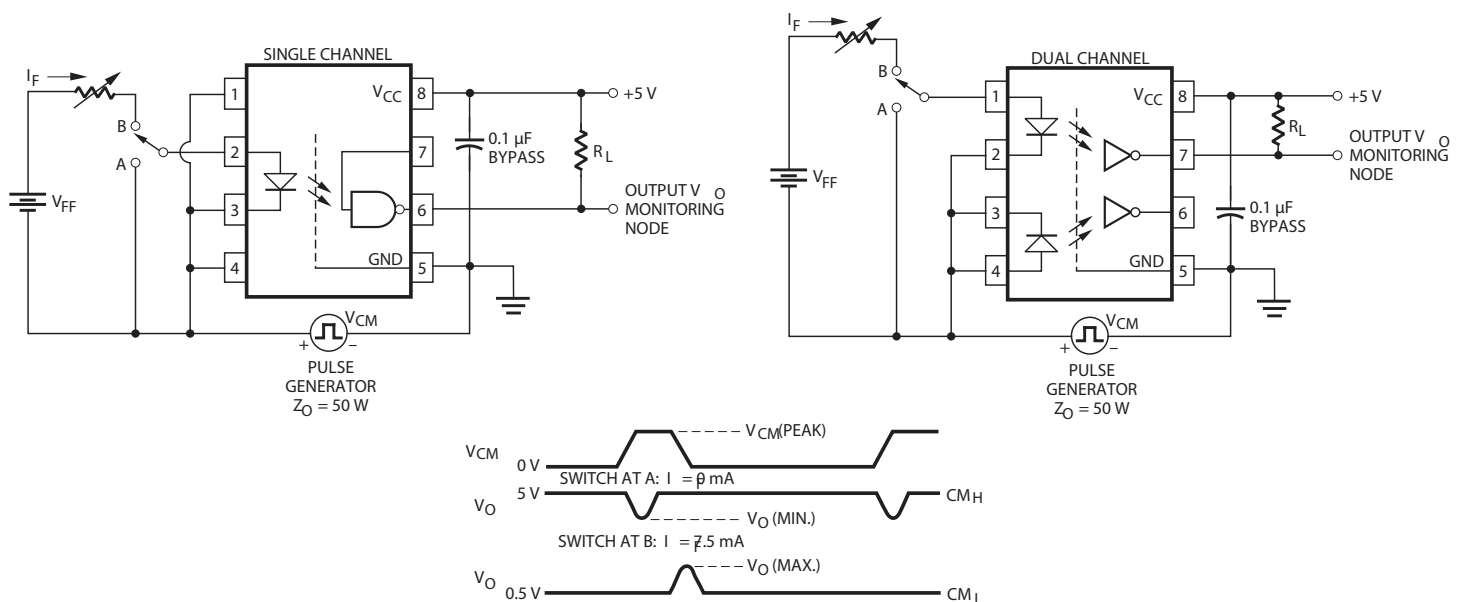 SINGLE CHANNEL
I F
B
A
V FF
1
2
3
4
V CC
8
7
6
GND
5
+5 V
0.1 µF
BYPASS
R L
OUTPUT V O
MONITORING
NODE
V CM
+
–
PULSE
GENERATOR
Z O = 50 W
DUAL CHANNEL
I F
B
A
V FF
1
2
3
4
V CC
8
7
6
GND
5
+5 V
R L
OUTPUT V O
MONITORING
NODE
0.1 µF
BYPASS
V CM
+
–
PULSE
GENERATOR
Z O = 50 W
V CM
0 V
V CM (PEAK)
SWITCH AT A: I F = 0 mA
V O
5 V
CM H
V O (MIN.)
SWITCH AT B: I F = 7.5 mA
V O
0.5 V
V O (MAX.)
CM L